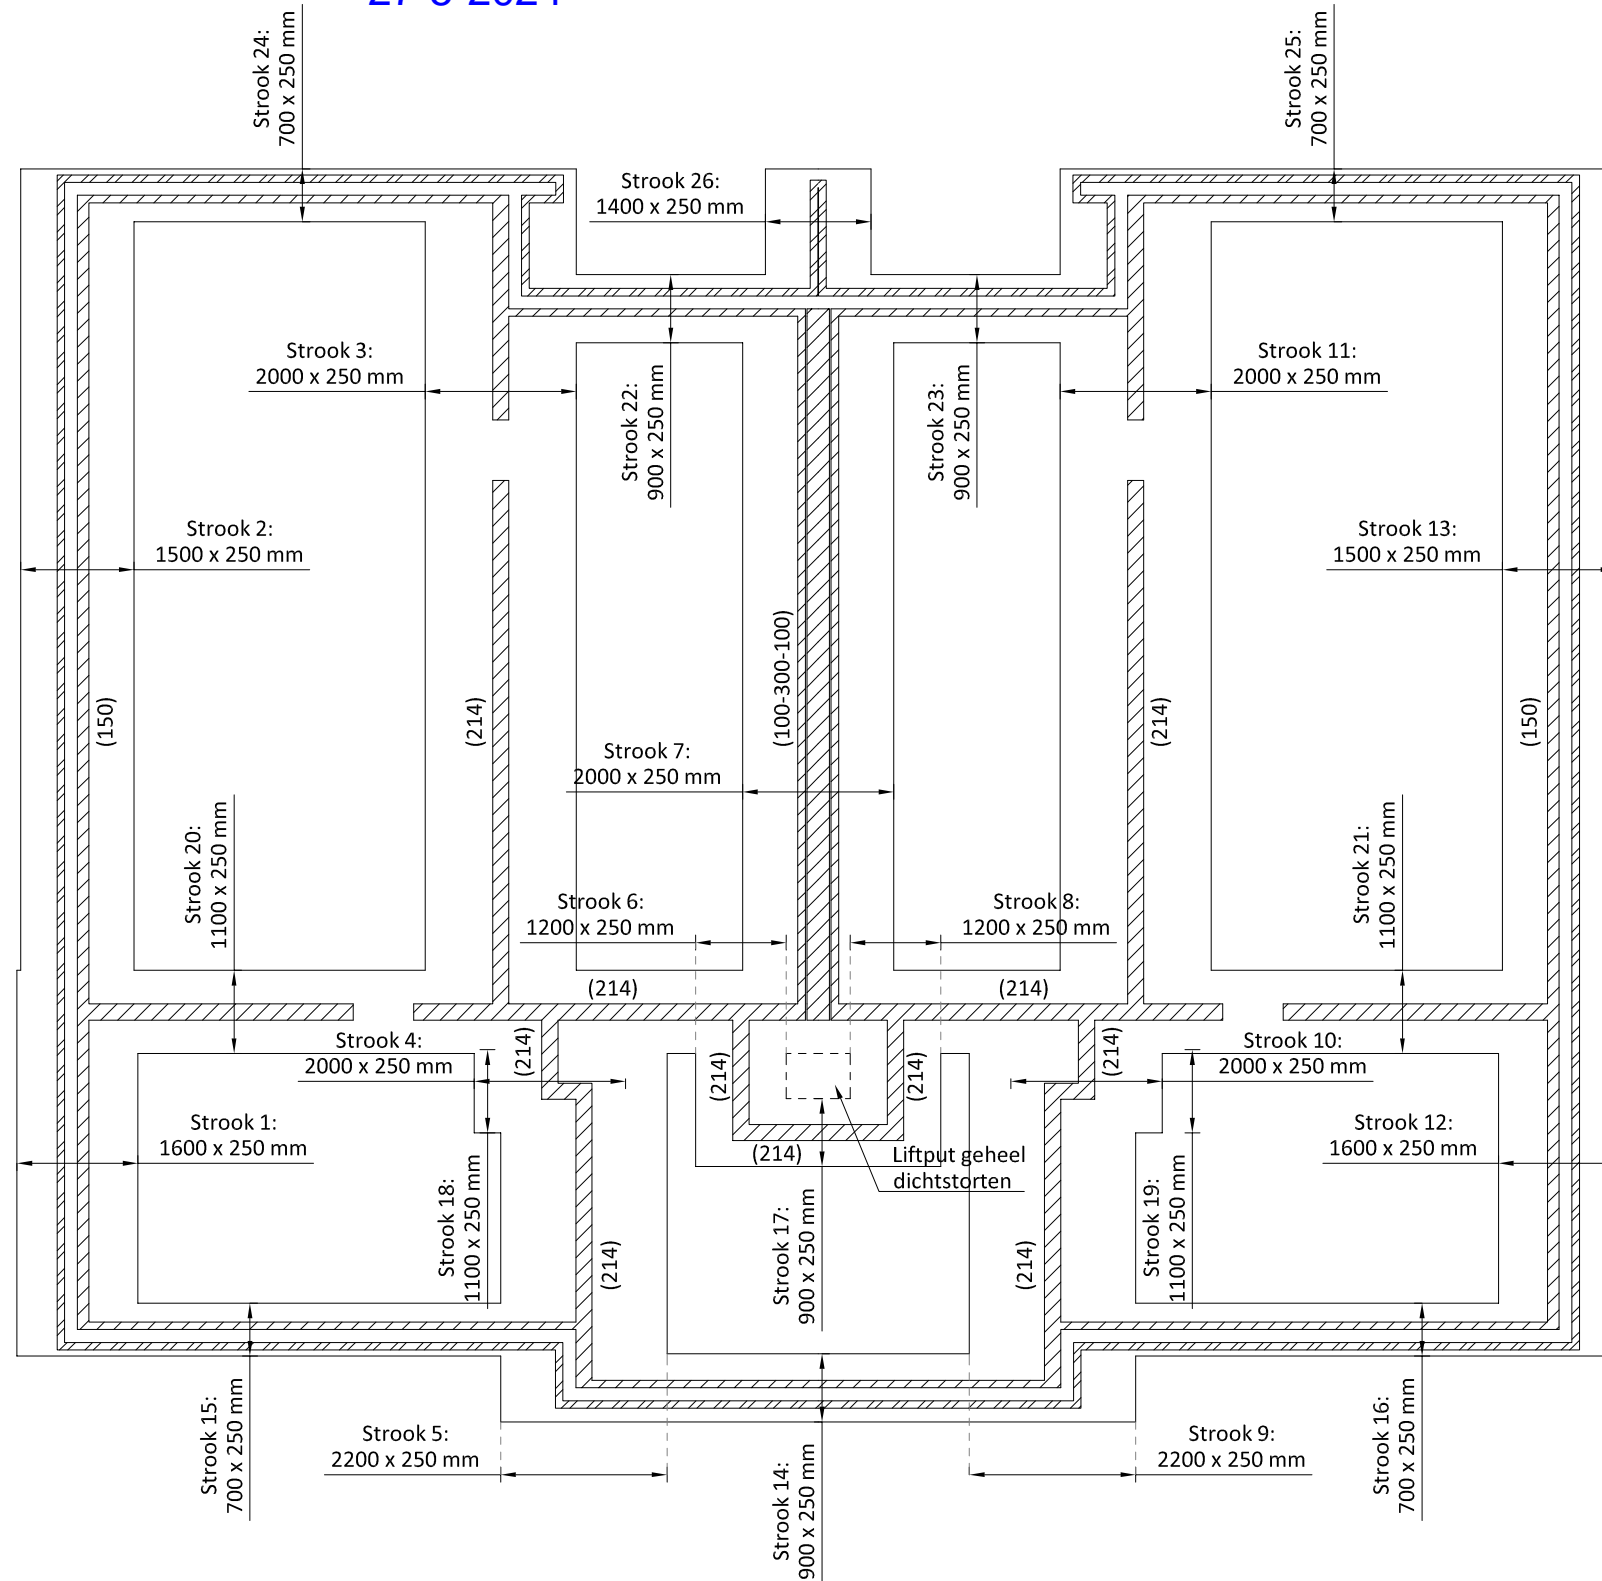 Strook 24:
700 x 250 mm
Strook 25:
700 x 250 mm
Strook 26:
1400 x 250 mm
Strook 3:
2000 x 250 mm
Strook 22:
900 x 250 mm
Strook 23:
900 x 250 mm
Strook 11:
2000 x 250 mm
Strook 2:
1500 x 250 mm
Strook 13:
1500 x 250 mm
(150)
(214)
(100-300-100)
(214)
(150)
Strook 7:
2000 x 250 mm
Strook 20:
1100 x 250 mm
Strook 21:
1100 x 250 mm
Strook 6:
1200 x 250 mm
Strook 8:
1200 x 250 mm
(214)
(214)
Strook 4:
2000 x 250 mm
(214)
(214)
(214)
(214)
Strook 10:
2000 x 250 mm
Strook 1:
1600 x 250 mm
Strook 12:
1600 x 250 mm
(214)
Liftput geheel
dichtstorten
Strook 18:
1100 x 250 mm
Strook 17:
900 x 250 mm
Strook 19:
1100 x 250 mm
(214)
(214)
Strook 15:
700 x 250 mm
Strook 5:
2200 x 250 mm
Strook 14:
900 x 250 mm
Strook 9:
2200 x 250 mm
Strook 16:
700 x 250 mm